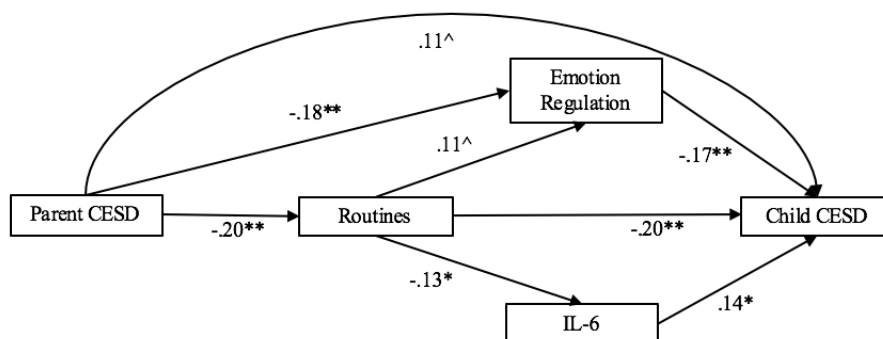 .11^
Emotion
Regulation
-.18**
.11^
-.17**
Parent CESD
-.20**
Routines
-.20**
Child CESD
-.13*
.14*
IL-6